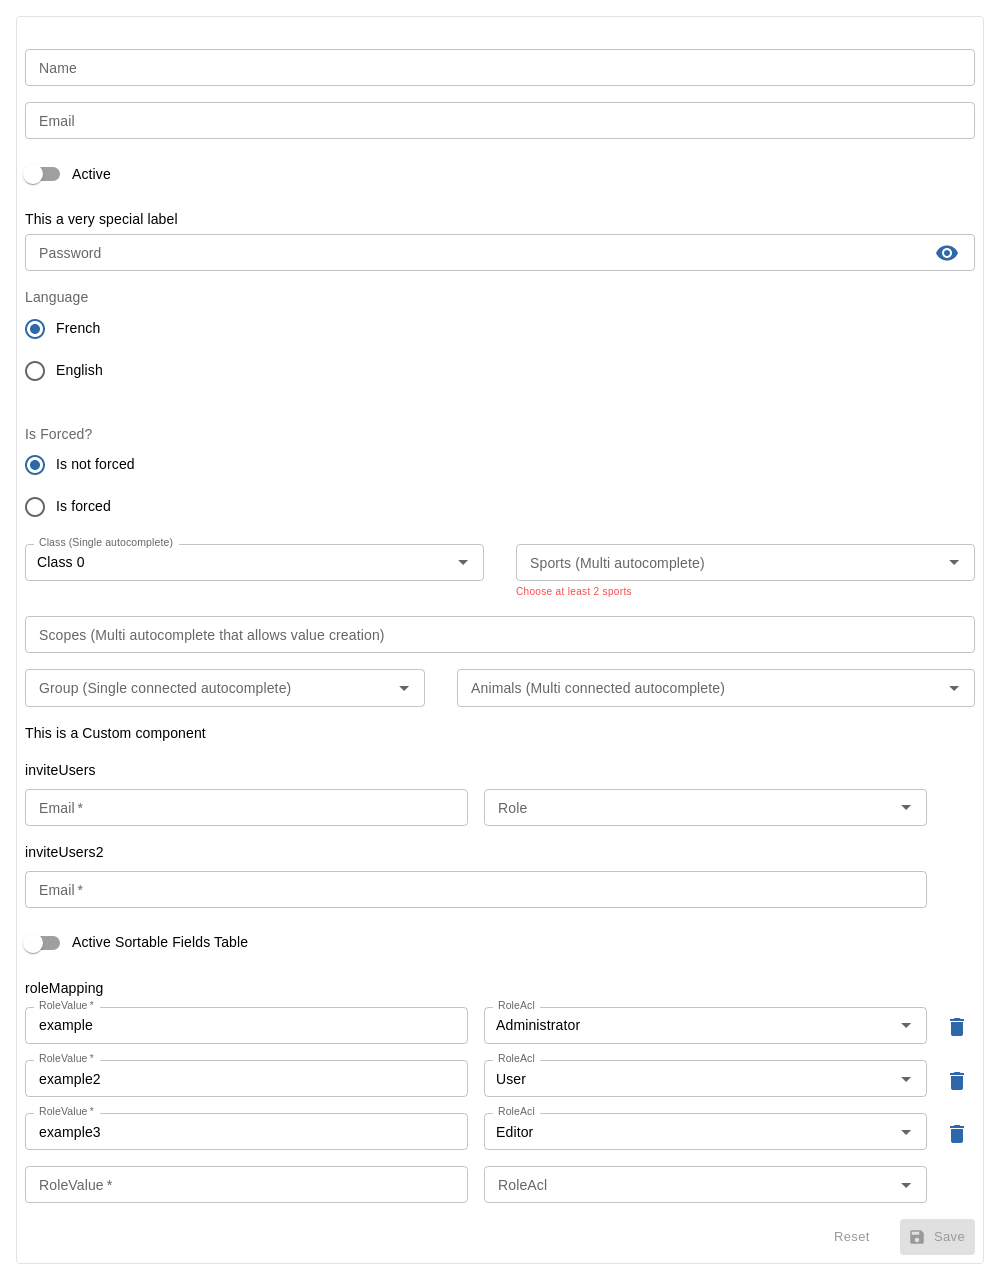 Name
Email
Active
This a very special label
Password
Language
French
English
Is Forced?
Is not forced
Is forced
Class (Single autocomplete)
Class 0
Sports (Multi autocomplete)
Choose at least 2 sports
Scopes (Multi autocomplete that allows value creation)
Group (Single connected autocomplete)
Animals (Multi connected autocomplete)
This is a Custom component
inviteUsers
Email *
Role
inviteUsers2
Email *
Active Sortable Fields Table
roleMapping
RoleValue *
example
RoleAcl
Administrator
RoleValue *
example2
RoleAcl
User
RoleValue *
example3
RoleAcl
Editor
RoleValue *
RoleAcl
Reset
Save